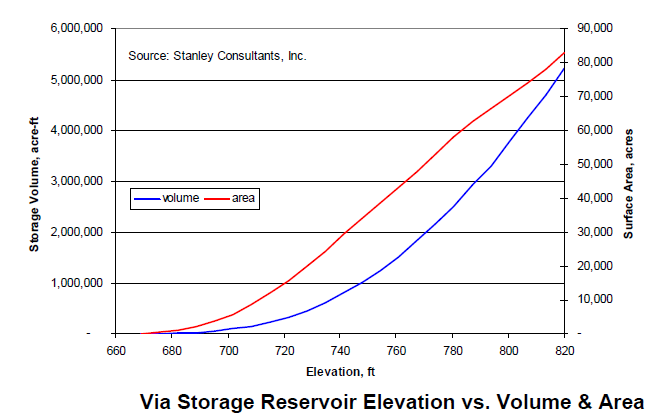 6,000,000
5,000,000
4,000,000
3,000,000
2,000,000
1,000,000
-
Storage Volume, acre-ft
Source: Stanley Consultants, Inc.
volume area
90,000
80,000
70,000
60,000
50,000
40,000
30,000
20,000
10,000
-
Surface Area, acres
660 680 700 720 740 760 780 800 820
Elevation, ft
Via Storage Reservoir Elevation vs. Volume & Area